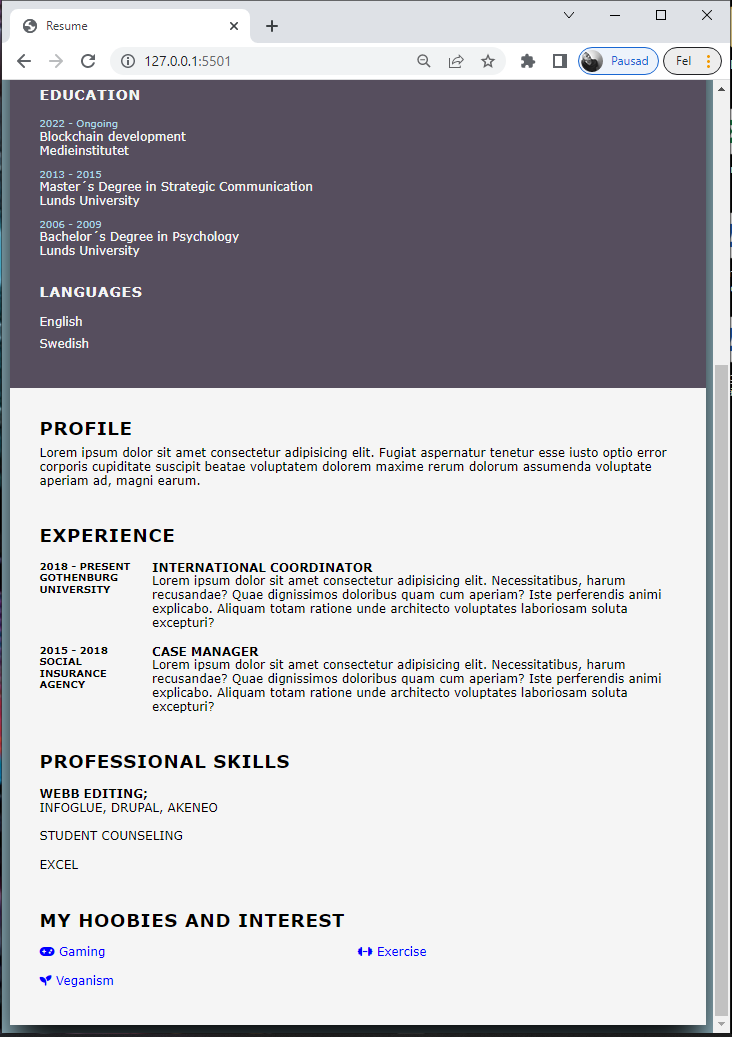 Resume
127.0.0.1:5501
Pausad
Fel
EDUCATION
2022 - Ongoing
Blockchain development
Medieinstitutet
2013 - 2015
Master´s Degree in Strategic Communication
Lunds University
2006 - 2009
Bachelor´s Degree in Psychology
Lunds University
LANGUAGES
English
Swedish
PROFILE
Lorem ipsum dolor sit amet consectetur adipisicing elit. Fugiat aspernatur tenetur esse iusto optio error
corporis cupiditate suscipit beatae voluptatem dolorem maxime rerum dolorum assumenda voluptate
aperiam ad, magni earum.
EXPERIENCE
2018 - PRESENT
GOTHENBURG
UNIVERSITY
INTERNATIONAL COORDINATOR
Lorem ipsum dolor sit amet consectetur adipisicing elit. Necessitatibus, harum
recusandae? Quae dignissimos doloribus quam cum aperiam? Iste perferendis animi
explicabo. Aliquam totam ratione unde architecto voluptates laboriosam soluta
excepturi?
2015 - 2018
SOCIAL
INSURANCE
AGENCY
CASE MANAGER
Lorem ipsum dolor sit amet consectetur adipisicing elit. Necessitatibus, harum
recusandae? Quae dignissimos doloribus quam cum aperiam? Iste perferendis animi
explicabo. Aliquam totam ratione unde architecto voluptates laboriosam soluta
excepturi?
PROFESSIONAL SKILLS
WEBB EDITING;
INFOGLUE, DRUPAL, AKENEO
STUDENT COUNSELING
EXCEL
MY HOOBIES AND INTEREST
Gaming
Exercise
Veganism